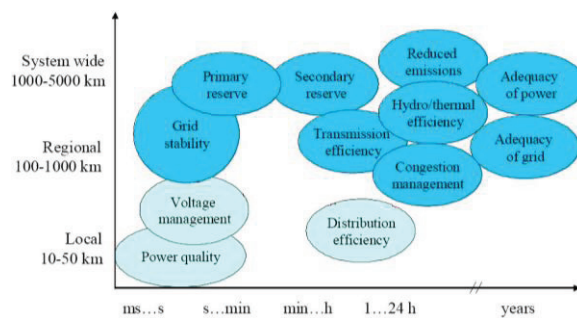 System wide
1000-5000 km
Regional
100-1000 km
Local
10-50 km
Primary
reserve
Secondary
reserve
Reduced
emissions
Adequacy
of power
Grid
stability
Hydro/thermal
efficiency
Transmission
efficiency
Adequacy
of grid
Congestion
management
Voltage
management
Distribution
efficiency
Power quality
ms…s
s…min
min…h
1…24 h
years